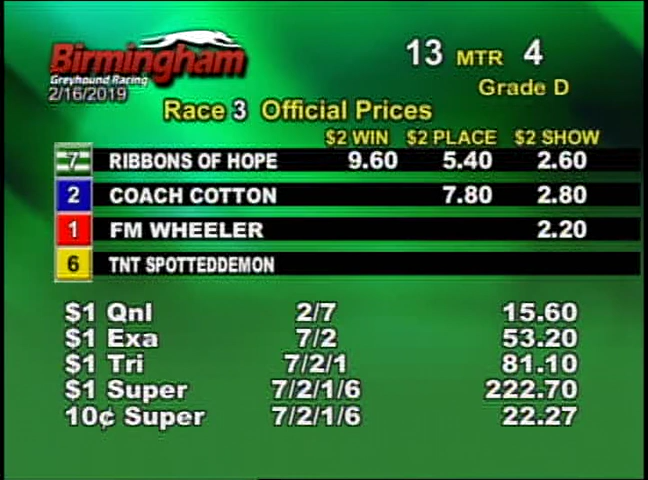 Birmingham
Greyhound Racing
2/16/2019
13 MTR 4
Grade D
Race 3 Official Prices
$2 WIN $2 PLACE $2 SHOW
7 RIBBONS OF HOPE 9.60 5.40 2.60
2 COACH COTTON 7.80 2.80
1 FM WHEELER 2.20
6 TNT SPOTTEDDEMON
$1 Qnl 2/7 15.60
$1 Exa 7/2 53.20
$1 Tri 7/2/1 81.10
$1 Super 7/2/1/6 222.70
10¢ Super 7/2/1/6 22.27